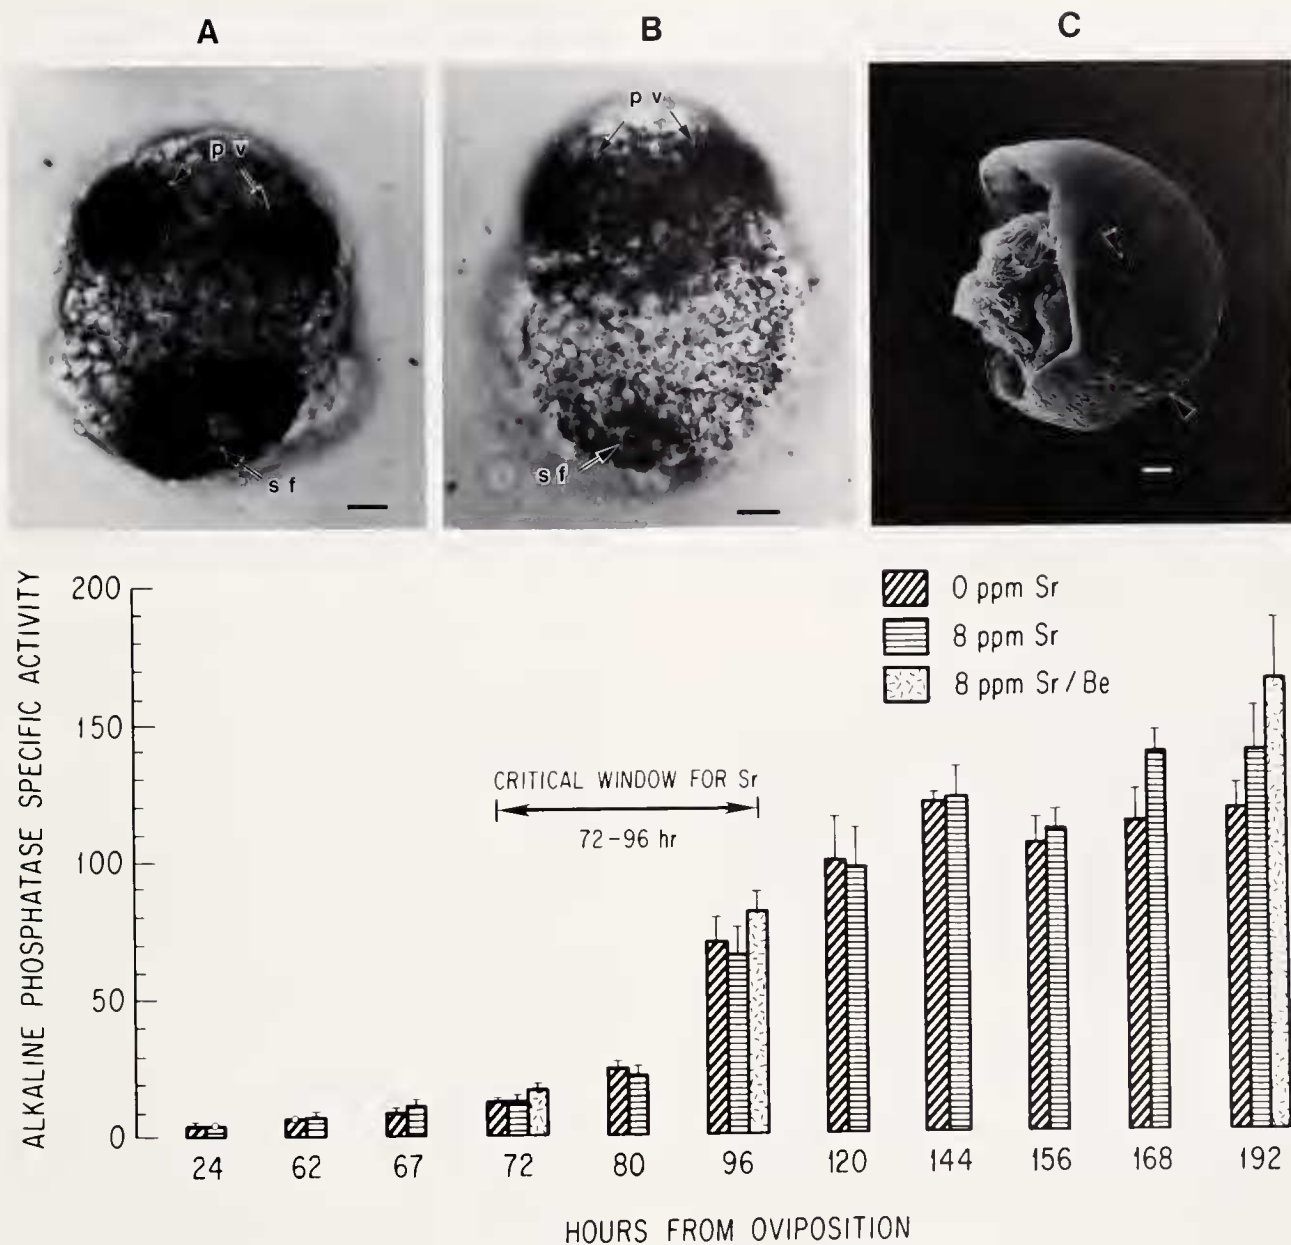 A
B
C
p v
s f
p v
s f
ALKALINE PHOSPHATASE SPECIFIC ACTIVITY
200
150
100
50
0
0 ppm Sr
8 ppm Sr
8 ppm Sr / Be
CRITICAL WINDOW FOR Sr
72-96 hr
24 62 67 72 80 96 120 144 156 168 192
HOURS FROM OVIPOSITION